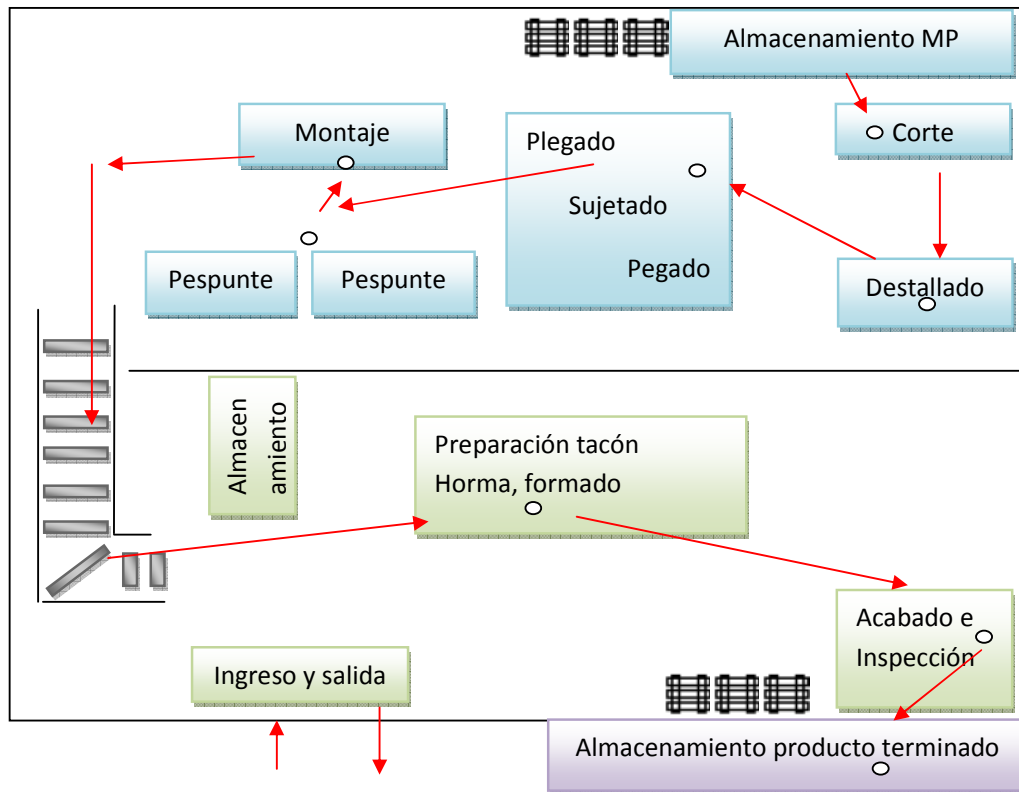 Almacenamiento MP
Montaje
Plegado
Sujetado
Pegado
Corte
Pespunte
Pespunte
Destallado
Almacen
amiento
Preparación tacón
Horma, formado
Acabado e
Inspección
Ingreso y salida
Almacenamiento producto terminado